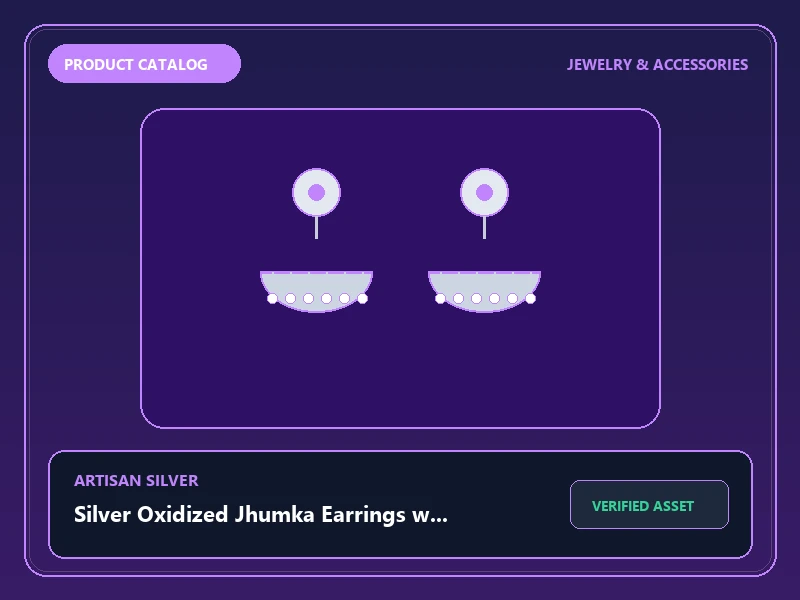 PRODUCT CATALOG
JEWELRY & ACCESSORIES
ARTISAN SILVER
Silver Oxidized Jhumka Earrings w...
VERIFIED ASSET